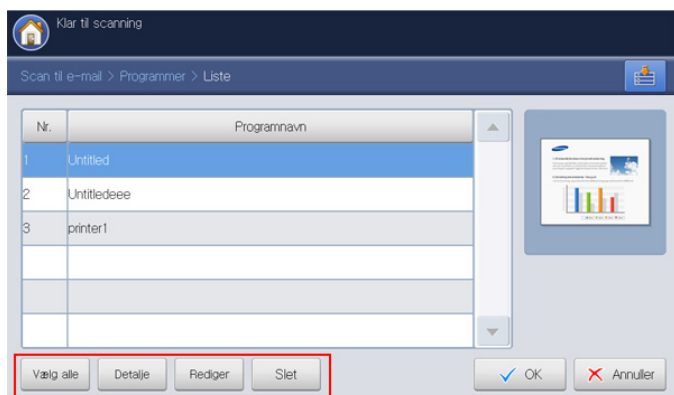 Klar til scanning
Scan til e-mail > Programmer > Liste
Nr. Programnavn
1 Untitled
2 Untitledeee
3 printer1
Vælg alle Detalje Rediger Slet OK Annuller